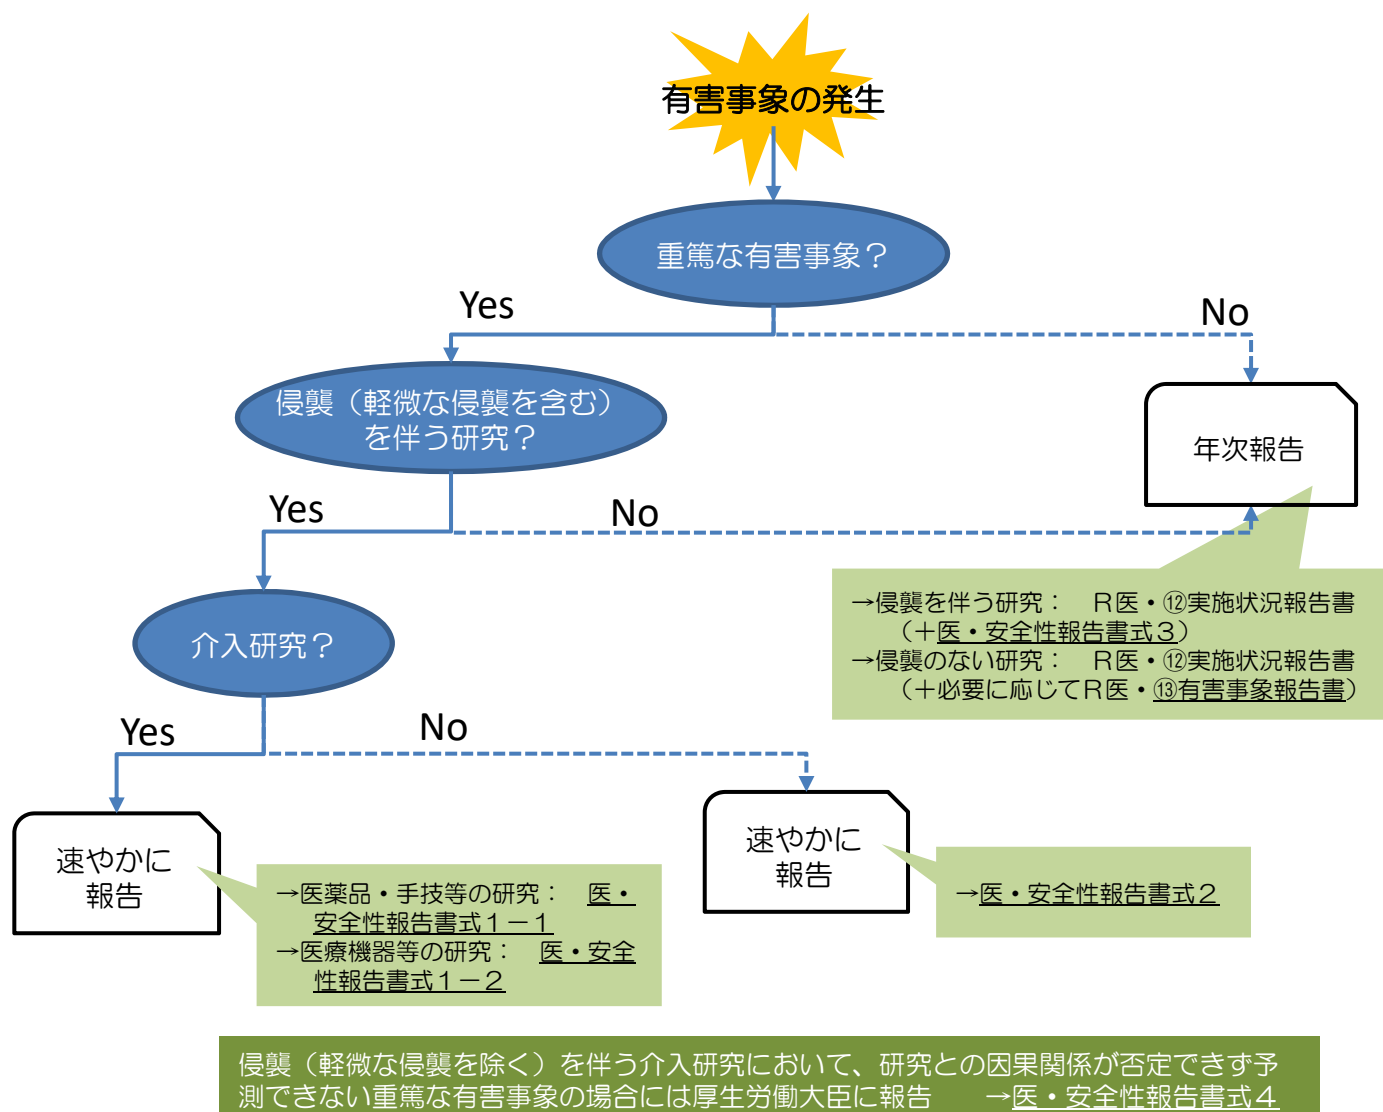 有害事象の発生
重篤な有害事象？
Yes
No
侵襲（軽微な侵襲を含む）
を伴う研究？
年次報告
Yes
No
→侵襲を伴う研究：　Ｒ医・⑫実施状況報告書
（＋医・安全性報告書式３）
→侵襲のない研究：　Ｒ医・⑫実施状況報告書
（＋必要に応じてＲ医・⑬有害事象報告書）
介入研究？
Yes
No
速やかに
報告
→医薬品・手技等の研究：　医・
安全性報告書式１－１
→医療機器等の研究：　医・安全
性報告書式１－２
速やかに
報告
→医・安全性報告書式２
侵襲（軽微な侵襲を除く）を伴う介入研究において、研究との因果関係が否定できず予
測できない重篤な有害事象の場合には厚生労働大臣に報告　　→医・安全性報告書式４